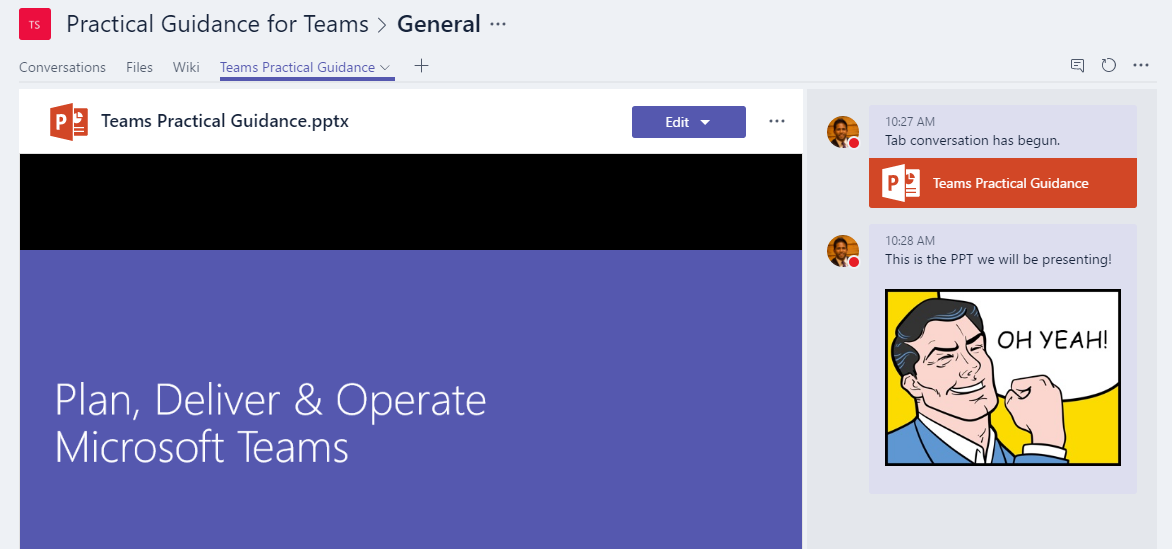 TS
Practical Guidance for Teams > General ···
Conversations Files Wiki Teams Practical Guidance
P Teams Practical Guidance.pptx
Edit
Plan, Deliver & Operate
Microsoft Teams
10:27 AM
Tab conversation has begun.
P Teams Practical Guidance
10:28 AM
This is the PPT we will be presenting!
OH YEAH!